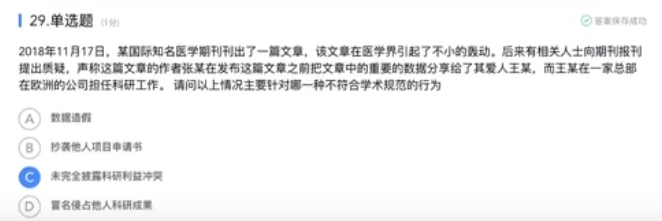 29.单选题 (1分)
答案保存成功
2018年11月17日，某国际知名医学期刊刊出了一篇文章，该文章在医学界引起了不小的轰动。后来有相关人士向期刊报刊
提出质疑，声称这篇文章的作者张某在发布这篇文章之前把文章中的重要的数据分享给了其爱人王某，而王某在一家总部
在欧洲的公司担任科研工作。 请问以上情况主要针对哪一种不符合学术规范的行为
A 数据造假
B 抄袭他人项目申请书
C 未完全披露科研利益冲突
D 冒名侵占他人科研成果